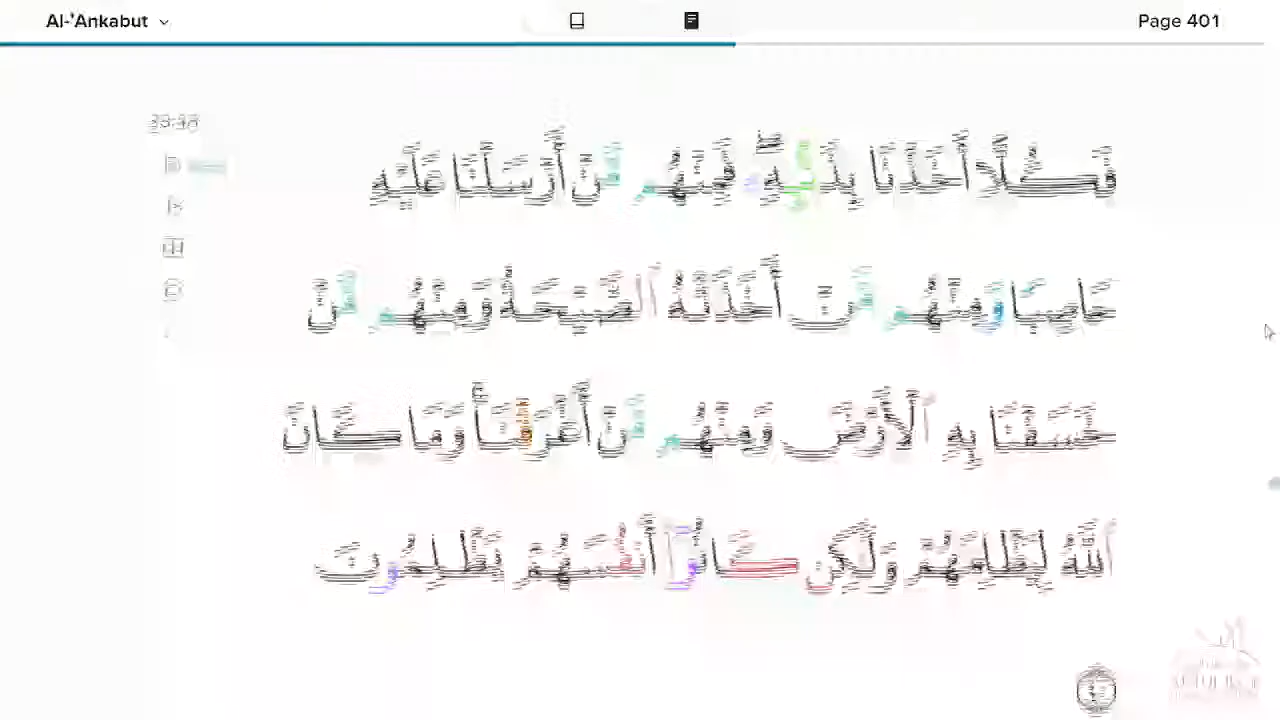 Al-'Ankabut
Page 401
فَكُلًّا أَخَذْنَا بِذَنۢبِهِۦ ۖ فَمِنْهُم مَّنْ أَرْسَلْنَا عَلَيْهِ
حَاصِبًا وَمِنْهُم مَّنْ أَخَذَتْهُ ٱلصَّيْحَةُ وَمِنْهُم مَّنْ
خَسَفْنَا بِهِ ٱلْأَرْضَ وَمِنْهُم مَّنْ أَغْرَقْنَا ۚ وَمَا كَانَ
ٱللَّهُ لِيَظْلِمَهُمْ وَلَـٰكِن كَانُوٓا۟ أَنفُسَهُمْ يَظْلِمُونَ